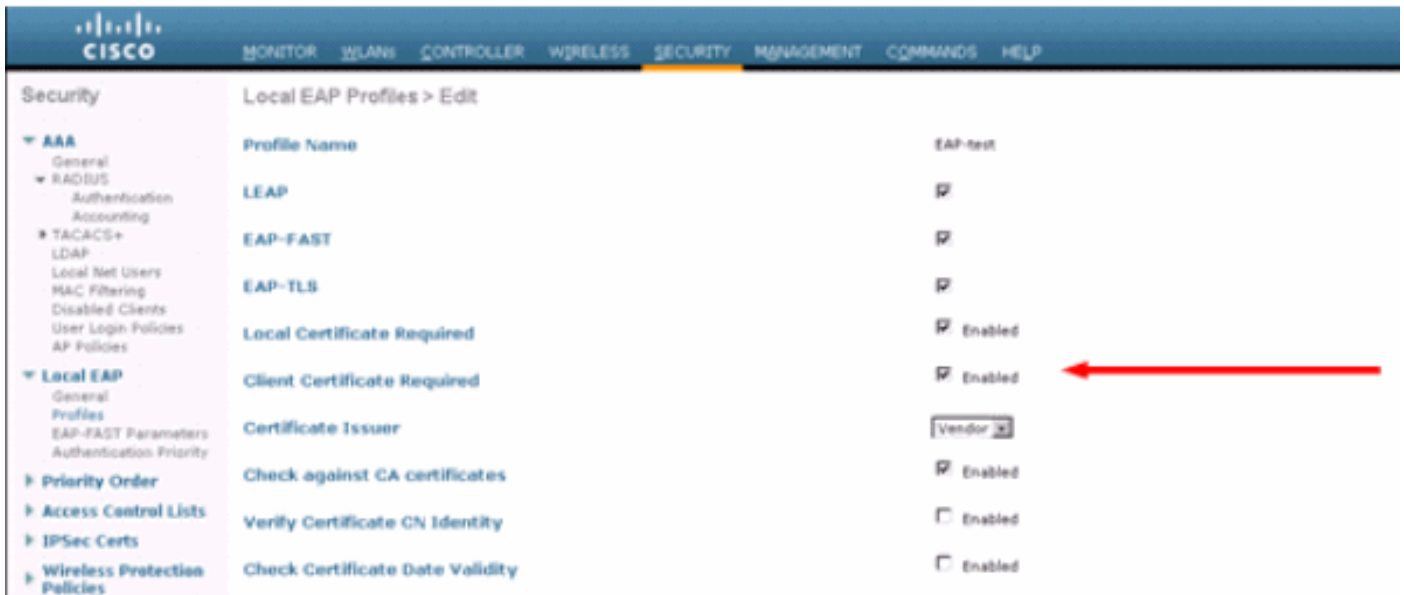 CISCO
MONITOR WLANs CONTROLLER WIRELESS SECURITY MANAGEMENT COMMANDS HELP
Security
AAA
General
RADIUS
Authentication
Accounting
TACACS+
LDAP
Local Net Users
MAC Filtering
Disabled Clients
User Login Policies
AP Policies
Local EAP
General
Profiles
EAP-FAST Parameters
Authentication Priority
Priority Order
Access Control Lists
IPSec Certs
Wireless Protection
Policies
Local EAP Profiles > Edit
Profile Name EAP-test
LEAP
EAP-FAST
EAP-TLS
Local Certificate Required Enabled
Client Certificate Required Enabled
Certificate Issuer Vendor
Check against CA certificates Enabled
Verify Certificate CN Identity Enabled
Check Certificate Date Validity Enabled